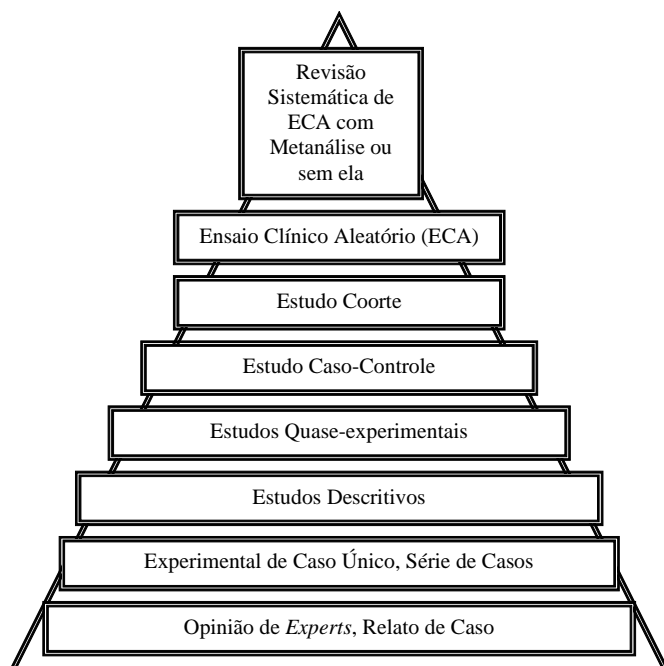 Revisão
Sistemática de
ECA com
Metanálise ou
sem ela
Ensaio Clínico Aleatório (ECA)
Estudo Coorte
Estudo Caso-Controle
Estudos Quase-experimentais
Estudos Descritivos
Experimental de Caso Único, Série de Casos
Opinião de Experts, Relato de Caso